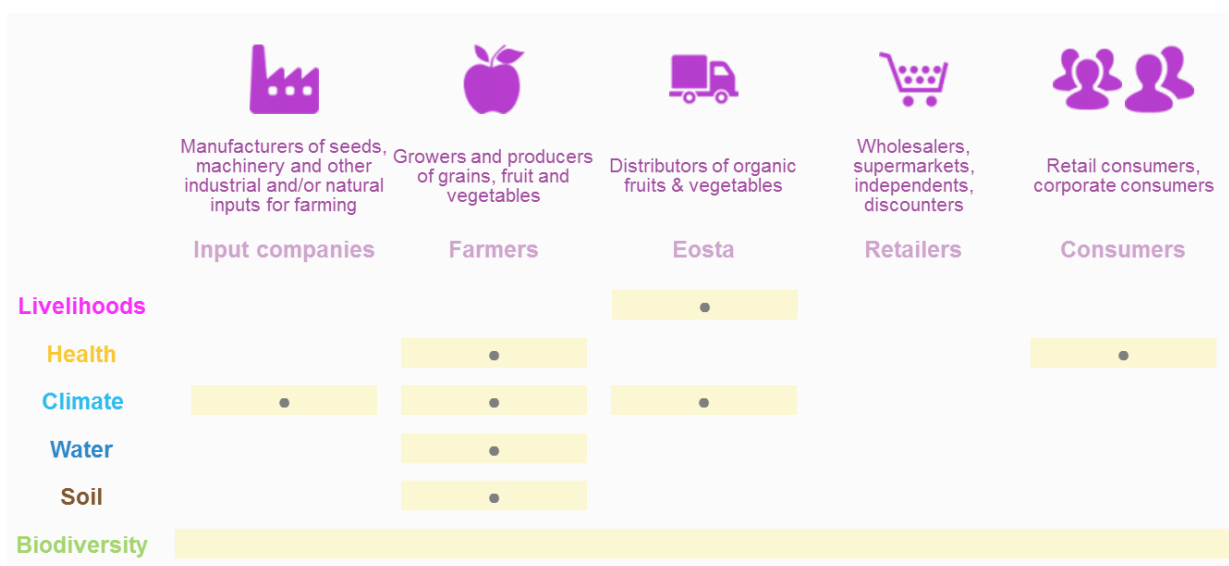 Manufacturers of seeds,
machinery and other
industrial and/or natural
inputs for farming
Growers and producers
of grains, fruit and
vegetables
Distributors of organic
fruits & vegetables
Wholesalers,
supermarkets,
independents,
discounters
Retail consumers,
corporate consumers
Input companies
Farmers
Eosta
Retailers
Consumers
Livelihoods
Health
Climate
Water
Soil
Biodiversity